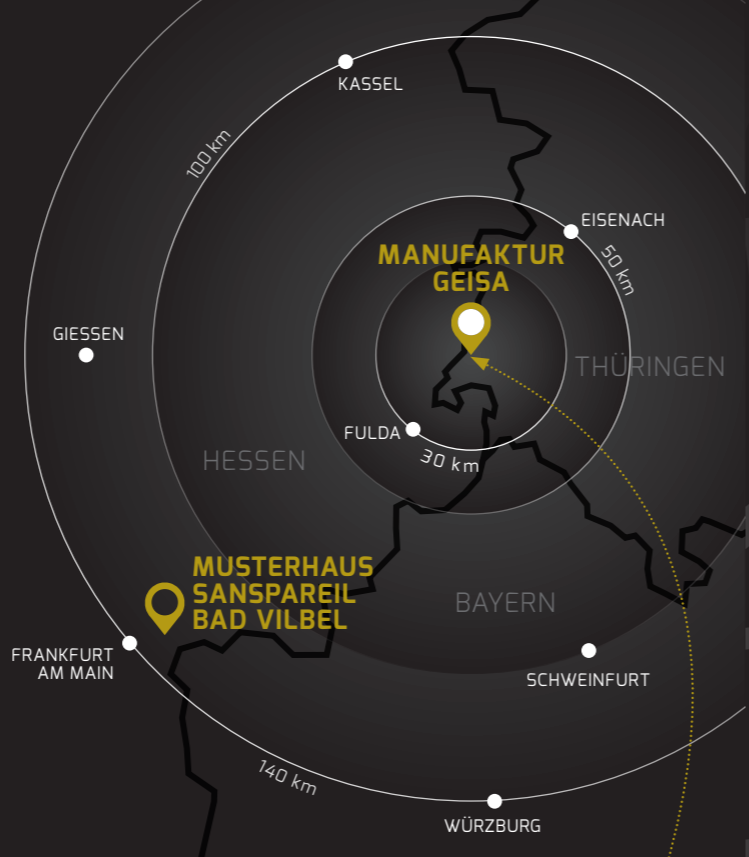 KASSEL
100 km
EISENACH
50 km
MANUFAKTUR
GEISA
GIESSEN
THÜRINGEN
FULDA
30 km
HESSEN
MUSTERHAUS
SANSPAREIL
BAD VILBEL
BAYERN
FRANKFURT
AM MAIN
SCHWEINFURT
140 km
WÜRZBURG